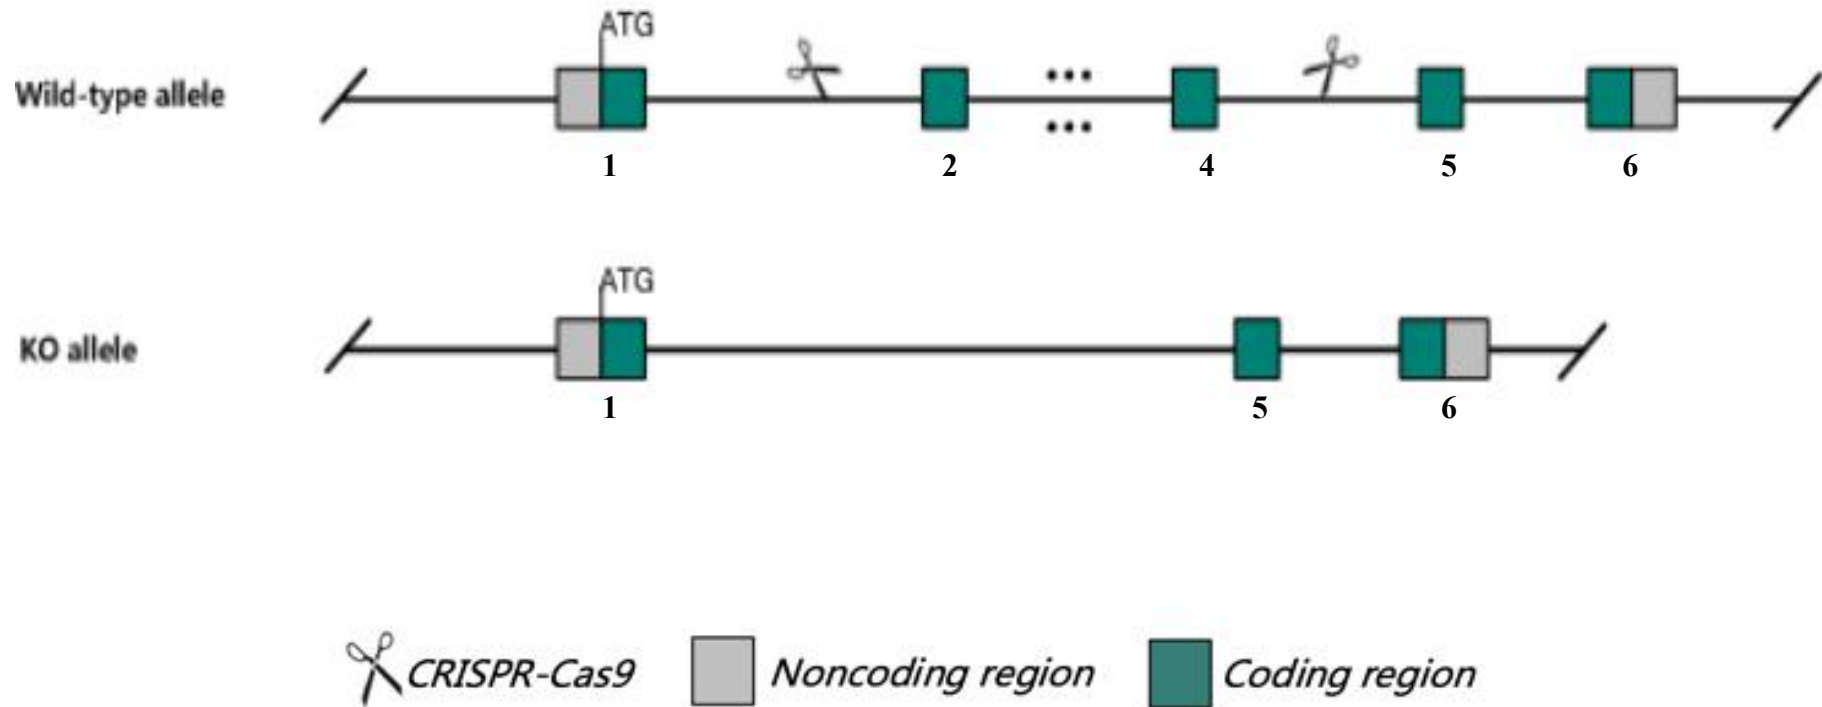 ATG
Wild-type allele
... ...
1 2 4 5 6
ATG
KO allele
1 5 6
CRISPR-Cas9 Noncoding region Coding region